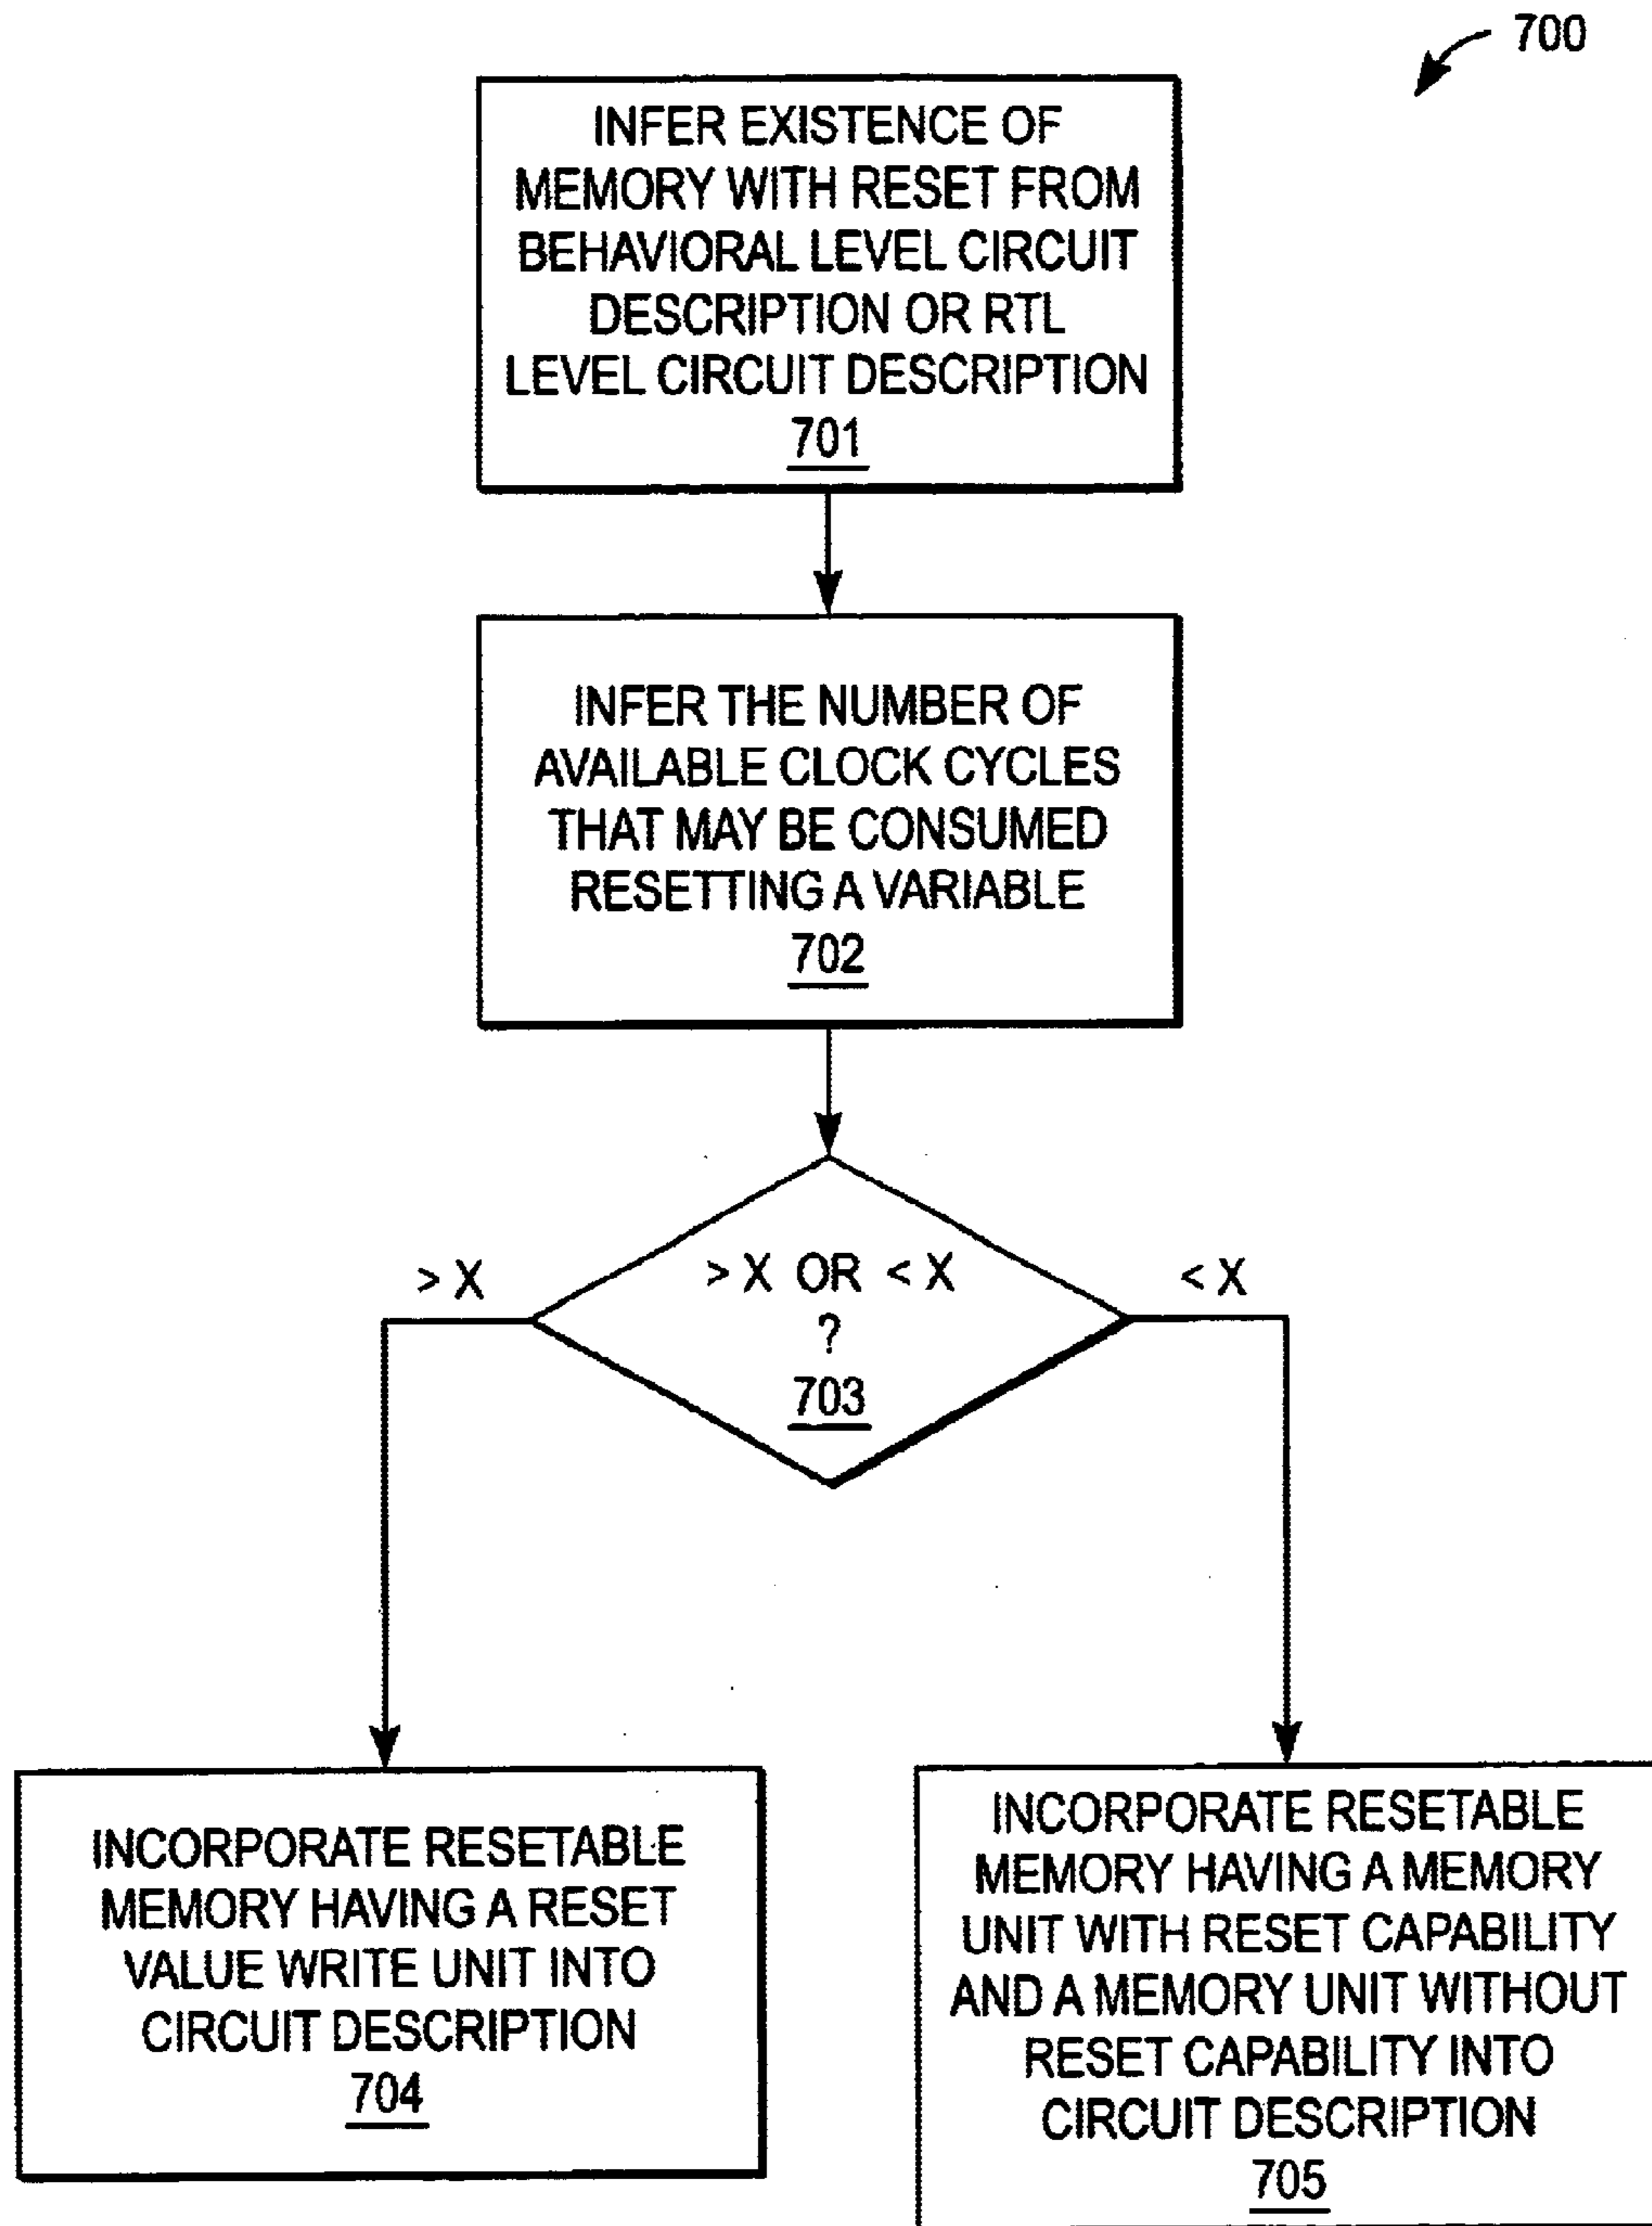 700
INFER EXISTENCE OF
MEMORY WITH RESET FROM
BEHAVIORAL LEVEL CIRCUIT
DESCRIPTION OR RTL
LEVEL CIRCUIT DESCRIPTION
701
INFER THE NUMBER OF
AVAILABLE CLOCK CYCLES
THAT MAY BE CONSUMED
RESETTING A VARIABLE
702
> X
> X OR < X
?
703
< X
INCORPORATE RESETABLE
MEMORY HAVING A RESET
VALUE WRITE UNIT INTO
CIRCUIT DESCRIPTION
704
INCORPORATE RESETABLE
MEMORY HAVING A MEMORY
UNIT WITH RESET CAPABILITY
AND A MEMORY UNIT WITHOUT
RESET CAPABILITY INTO
CIRCUIT DESCRIPTION
705